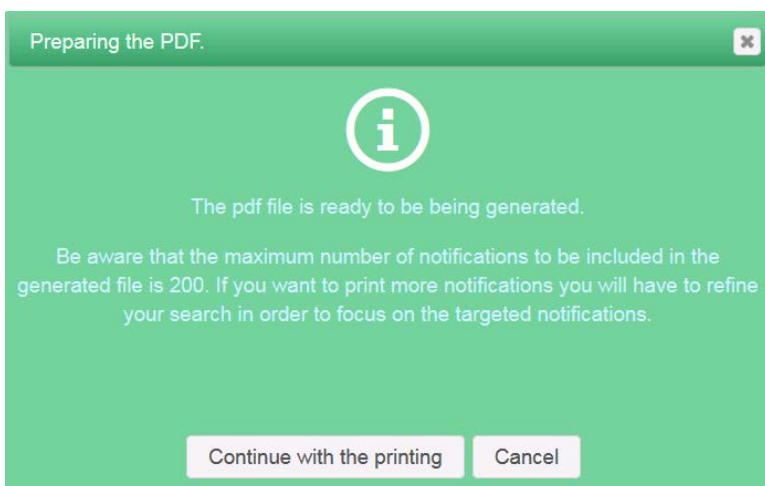 Preparing the PDF.
The pdf file is ready to be being generated.
Be aware that the maximum number of notifications to be included in the
generated file is 200. If you want to print more notifications you will have to refine
your search in order to focus on the targeted notifications.
Continue with the printing
Cancel